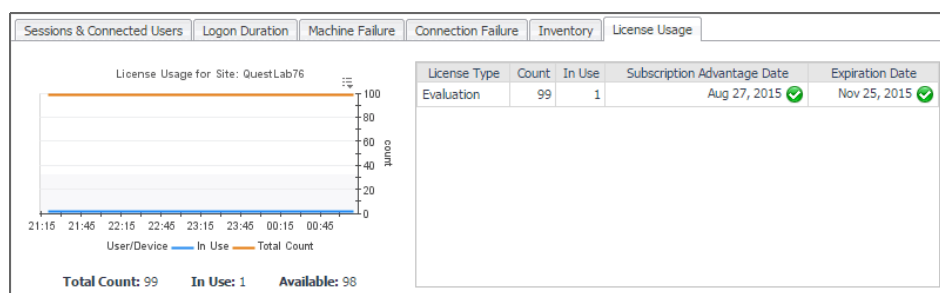 Sessions & Connected Users Logon Duration Machine Failure Connection Failure Inventory License Usage
License Usage for Site: QuestLab76
100
80
60
40
20
0
count
21:15 21:45 22:15 22:45 23:15 23:45 00:15 00:45
User/Device In Use Total Count
Total Count: 99 In Use: 1 Available: 98
License Type Count In Use Subscription Advantage Date Expiration Date
Evaluation 99 1 Aug 27, 2015 Nov 25, 2015